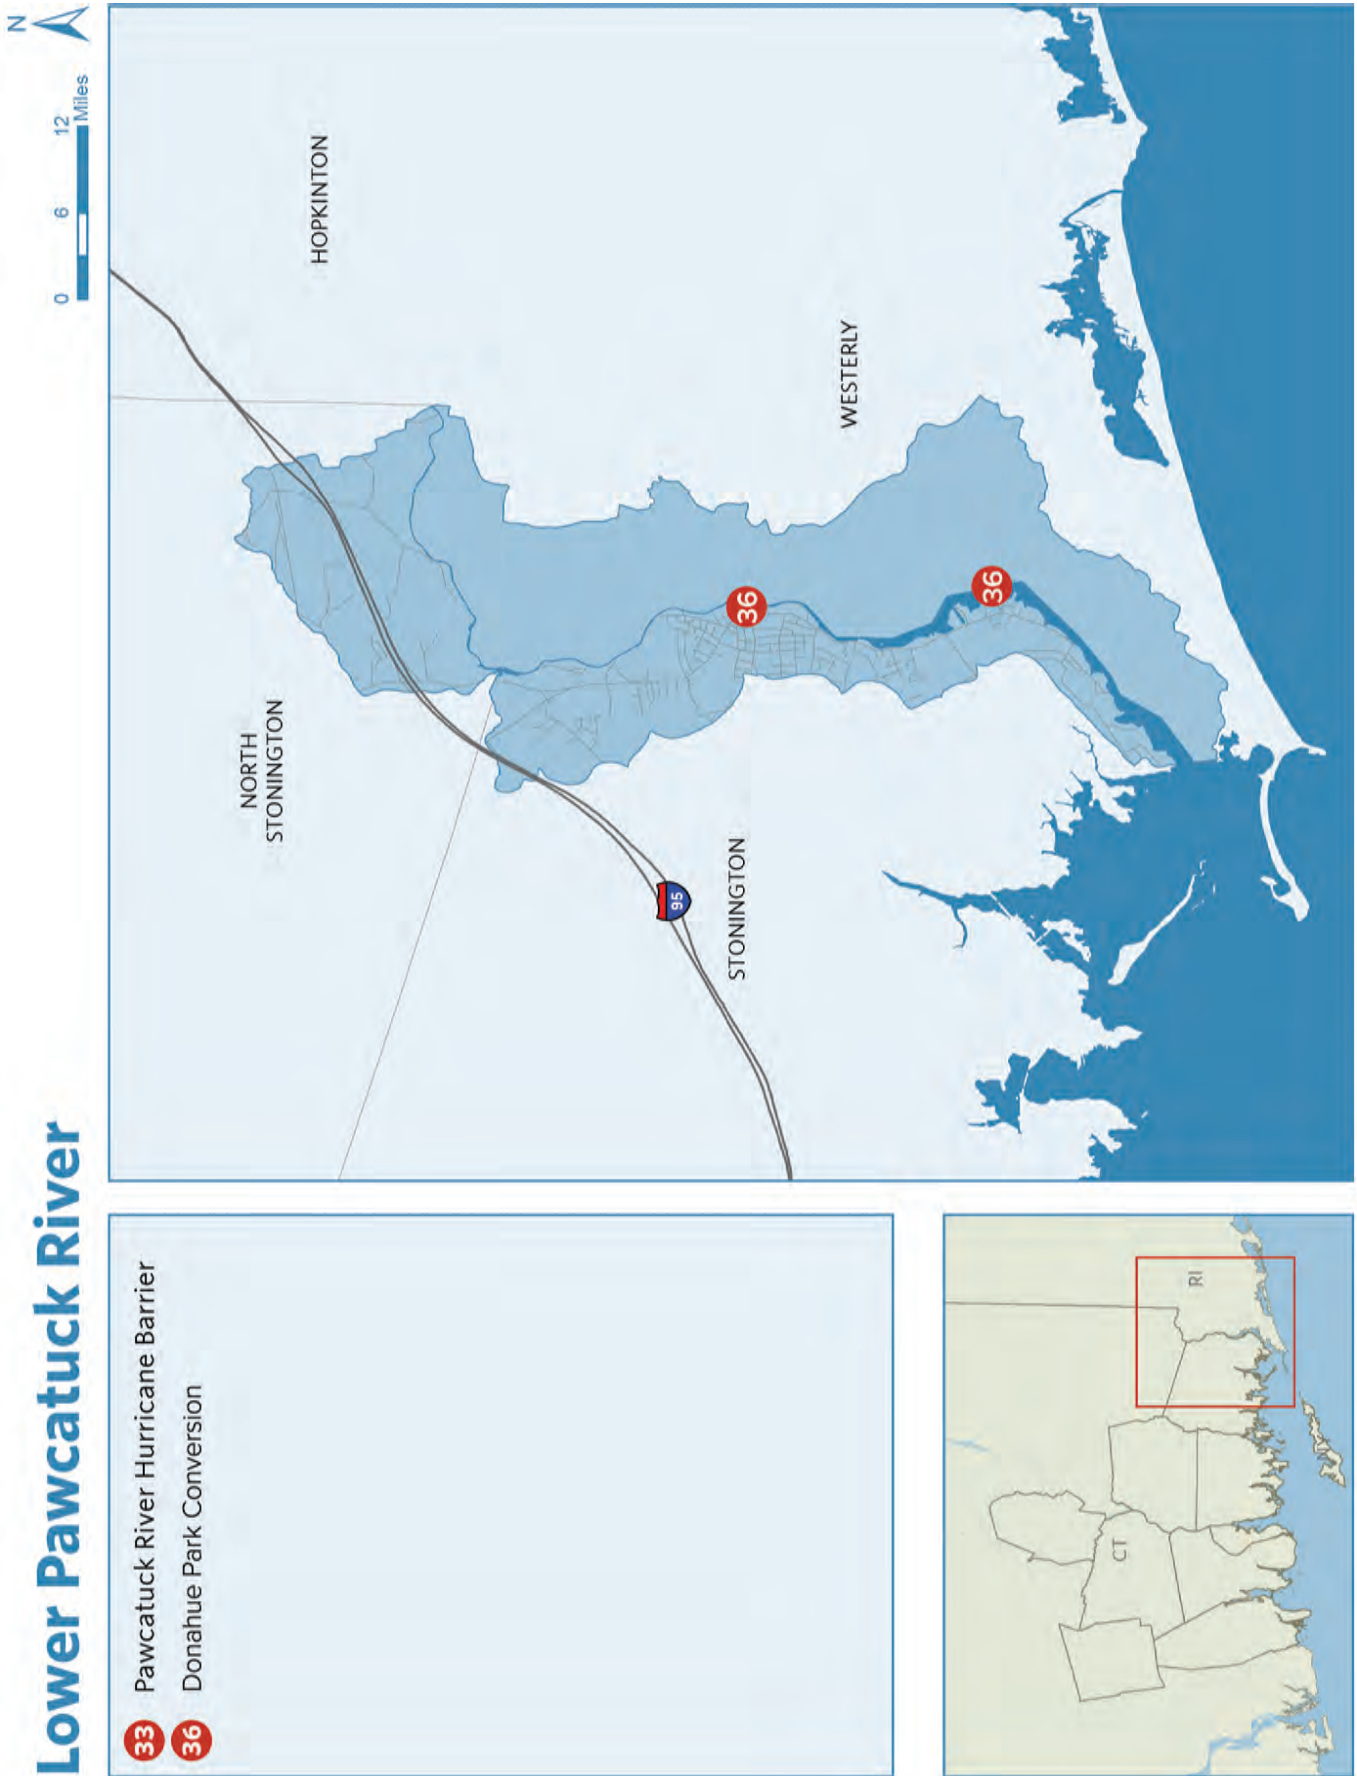 Lower Pawcatuck River
33 Pawcatuck River Hurricane Barrier
36 Donahue Park Conversion
N
0 6 12
Miles
NORTH
STONINGTON
HOPKINTON
WESTERLY
STONINGTON
95
36
36
CT
RI